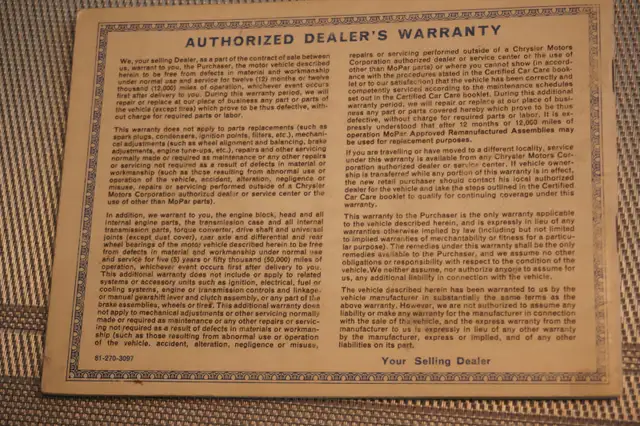 AUTHORIZED DEALER'S WARRANTY
We, your selling Dealer, as a part of the contract of sale between
us, warrant to you, the Purchaser, the motor vehicle described
herein to be free from defects in material and workmanship
under normal use and service for twelve (12) months or twelve
thousand (12,000) miles of operation, whichever event occurs
first after delivery to you. During this warranty period, we will
repair or replace at our place of business any part or parts of
the vehicle (except tires) which prove to be thus defective, with-
out charge for required parts or labor.
This warranty does not apply to parts replacements (such as
spark plugs, condensers, ignition points, filters, etc.), mechani-
cal adjustments (such as wheel alignment and balancing, brake
adjustments, engine tune-ups, etc.), repairs and other servicing
normally made or required as maintenance or any other repairs
or servicing not required as a result of defects in material or
workmanship (such as those resulting from abnormal use or
operation of the vehicle, accident, alteration, negligence or
misuse, repairs or servicing performed outside of a Chrysler
Motors Corporation authorized dealer or service center or the
use of other than MoPar parts).
In addition, we warrant to you, the engine block, head and all
internal engine parts, the transmission case and all internal
transmission parts, torque converter, drive shaft and universal
joints (except dust cover), rear axle and differential and rear
wheel bearings of the motor vehicle described herein to be free
from defects in material and workmanship under normal use and
service for five (5) years or fifty thousand (50,000) miles of
operation, whichever event occurs first after delivery to you.
This additional warranty does not include or apply to related
systems or accessory units such as ignition, electrical, fuel or
cooling systems, engine or transmission controls and linkage,
or manual gearshift lever and clutch assembly, or any part of the
brake assemblies, wheels or tires. This additional warranty does
not apply to mechanical adjustments or other servicing normally
made or required as maintenance or any other repairs or servic-
ing not required as a result of defects in materials or workman-
ship (such as those resulting from abnormal use or operation
of the vehicle, accident, alteration, negligence or misuse,
81-270-3097
repairs or servicing performed outside of a Chrysler Motors
Corporation authorized dealer or service center or the use of
other than MoPar parts) or where you cannot show (in accord-
ance with the procedures stated in the Certified Car Care book-
let or to our satisfaction) that the vehicle has been correctly and
competently serviced according to the maintenance schedules
set out in the Certified Car Care booklet. During this additional
warranty period, we will repair or replace at our place of busi-
ness any part or parts covered hereby which prove to be thus
defective, without charge for required parts or labor. It is ex-
pressly understood that after 12 months or 12,000 miles of
operation MoPar Approved Remanufactured Assemblies may
be used for replacement purposes.
If you are travelling or have moved to a different locality, service
under this warranty is available from any Chrysler Motors Cor-
poration authorized dealer or service center. If vehicle owner-
ship is transferred while any portion of this warranty is in effect,
the new retail purchaser should contact his local authorized
dealer for the vehicle and take the steps outlined in the Certified
Car Care booklet to qualify for continuing coverage under this
warranty.
This warranty to the Purchaser is the only warranty applicable
to the vehicle described herein, and is expressly in lieu of any
warranties otherwise implied by law (including but not limited
to implied warranties of merchantability or fitness for a particu-
lar purpose). The remedies under this warranty shall be the only
remedies available to the Purchaser, and we assume no other
obligations or responsibility with respect to the condition of the
vehicle. We neither assume, nor authorize anyone to assume for
us, any additional liability in connection with the vehicle.
The vehicle described herein has been warranted to us by the
vehicle manufacturer in substantially the same terms as the
above warranty. However, we are not authorized to assume any
liability or make any warranty for the manufacturer in connection
with the sale of the vehicle, and the express warranty from the
manufacturer to us is expressly in lieu of any other warranty
by the manufacturer, express or implied, and of any other
liabilities on its part.
Your Selling Dealer